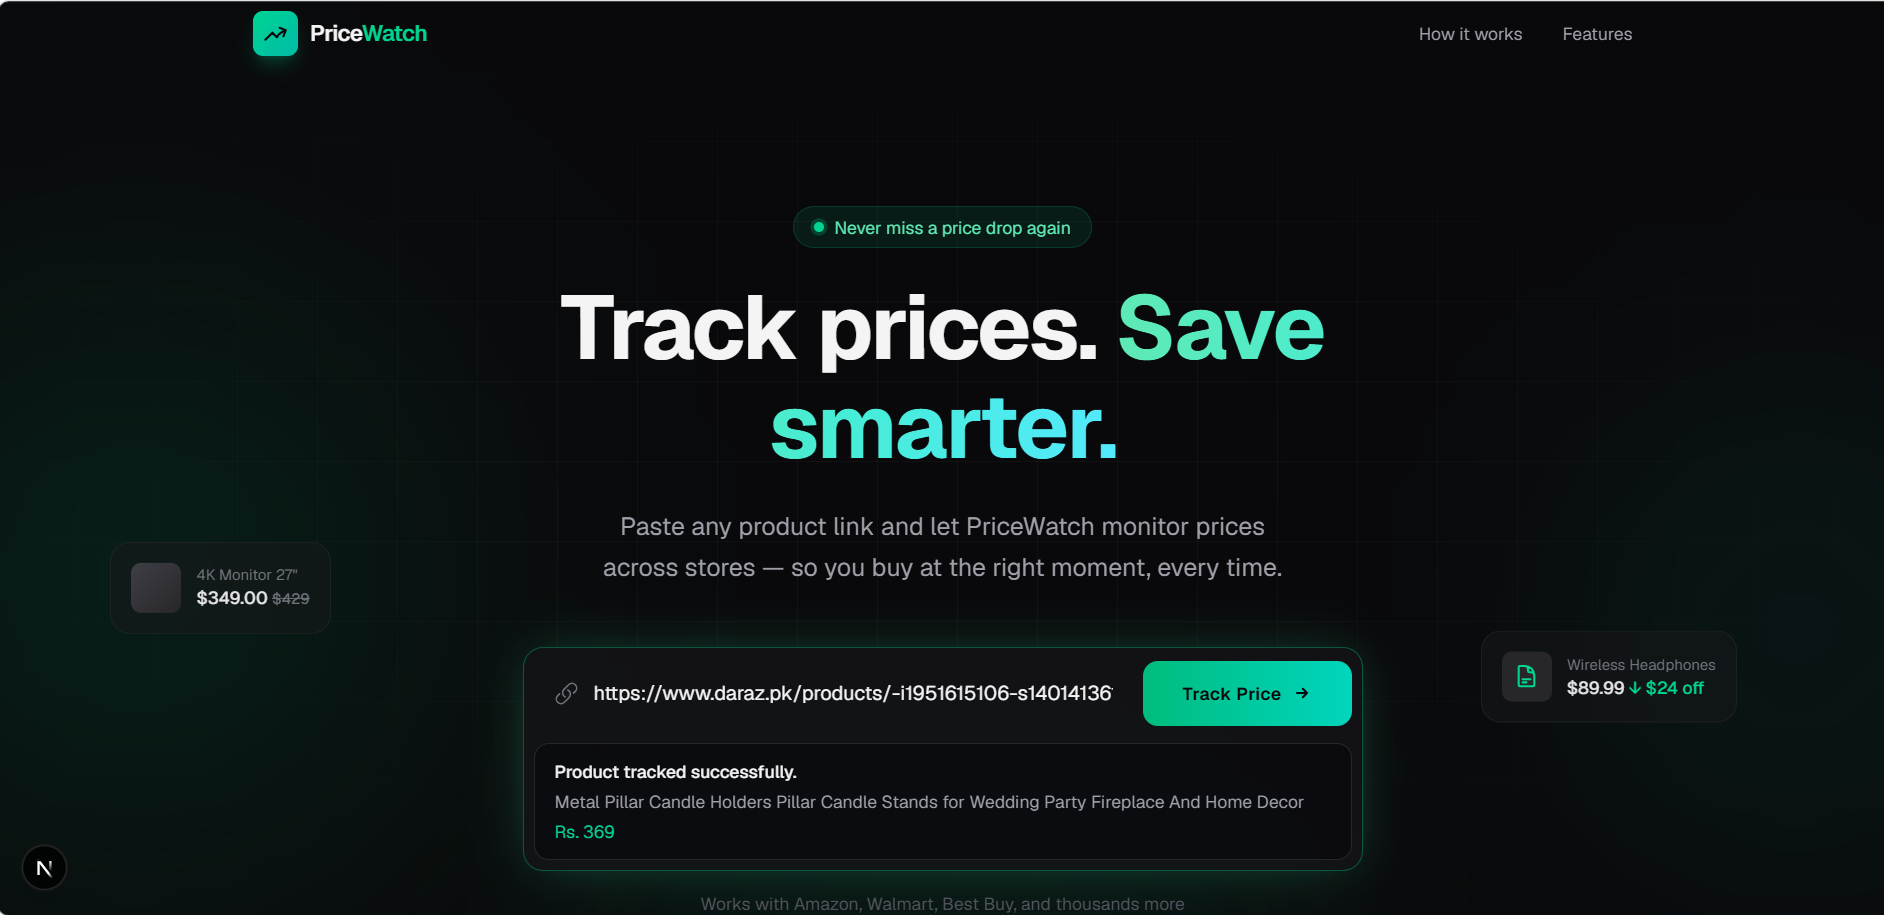 PriceWatch
How it works
Features
Never miss a price drop again
Track prices. Save
smarter.
Paste any product link and let PriceWatch monitor prices
across stores — so you buy at the right moment, every time.
4K Monitor 27"
$349.00 $429
https://www.daraz.pk/products/-i1951615106-s14014136
Track Price →
Wireless Headphones
$89.99 ↓ $24 off
Product tracked successfully.
Metal Pillar Candle Holders Pillar Candle Stands for Wedding Party Fireplace And Home Decor
Rs. 369
N
Works with Amazon, Walmart, Best Buy, and thousands more